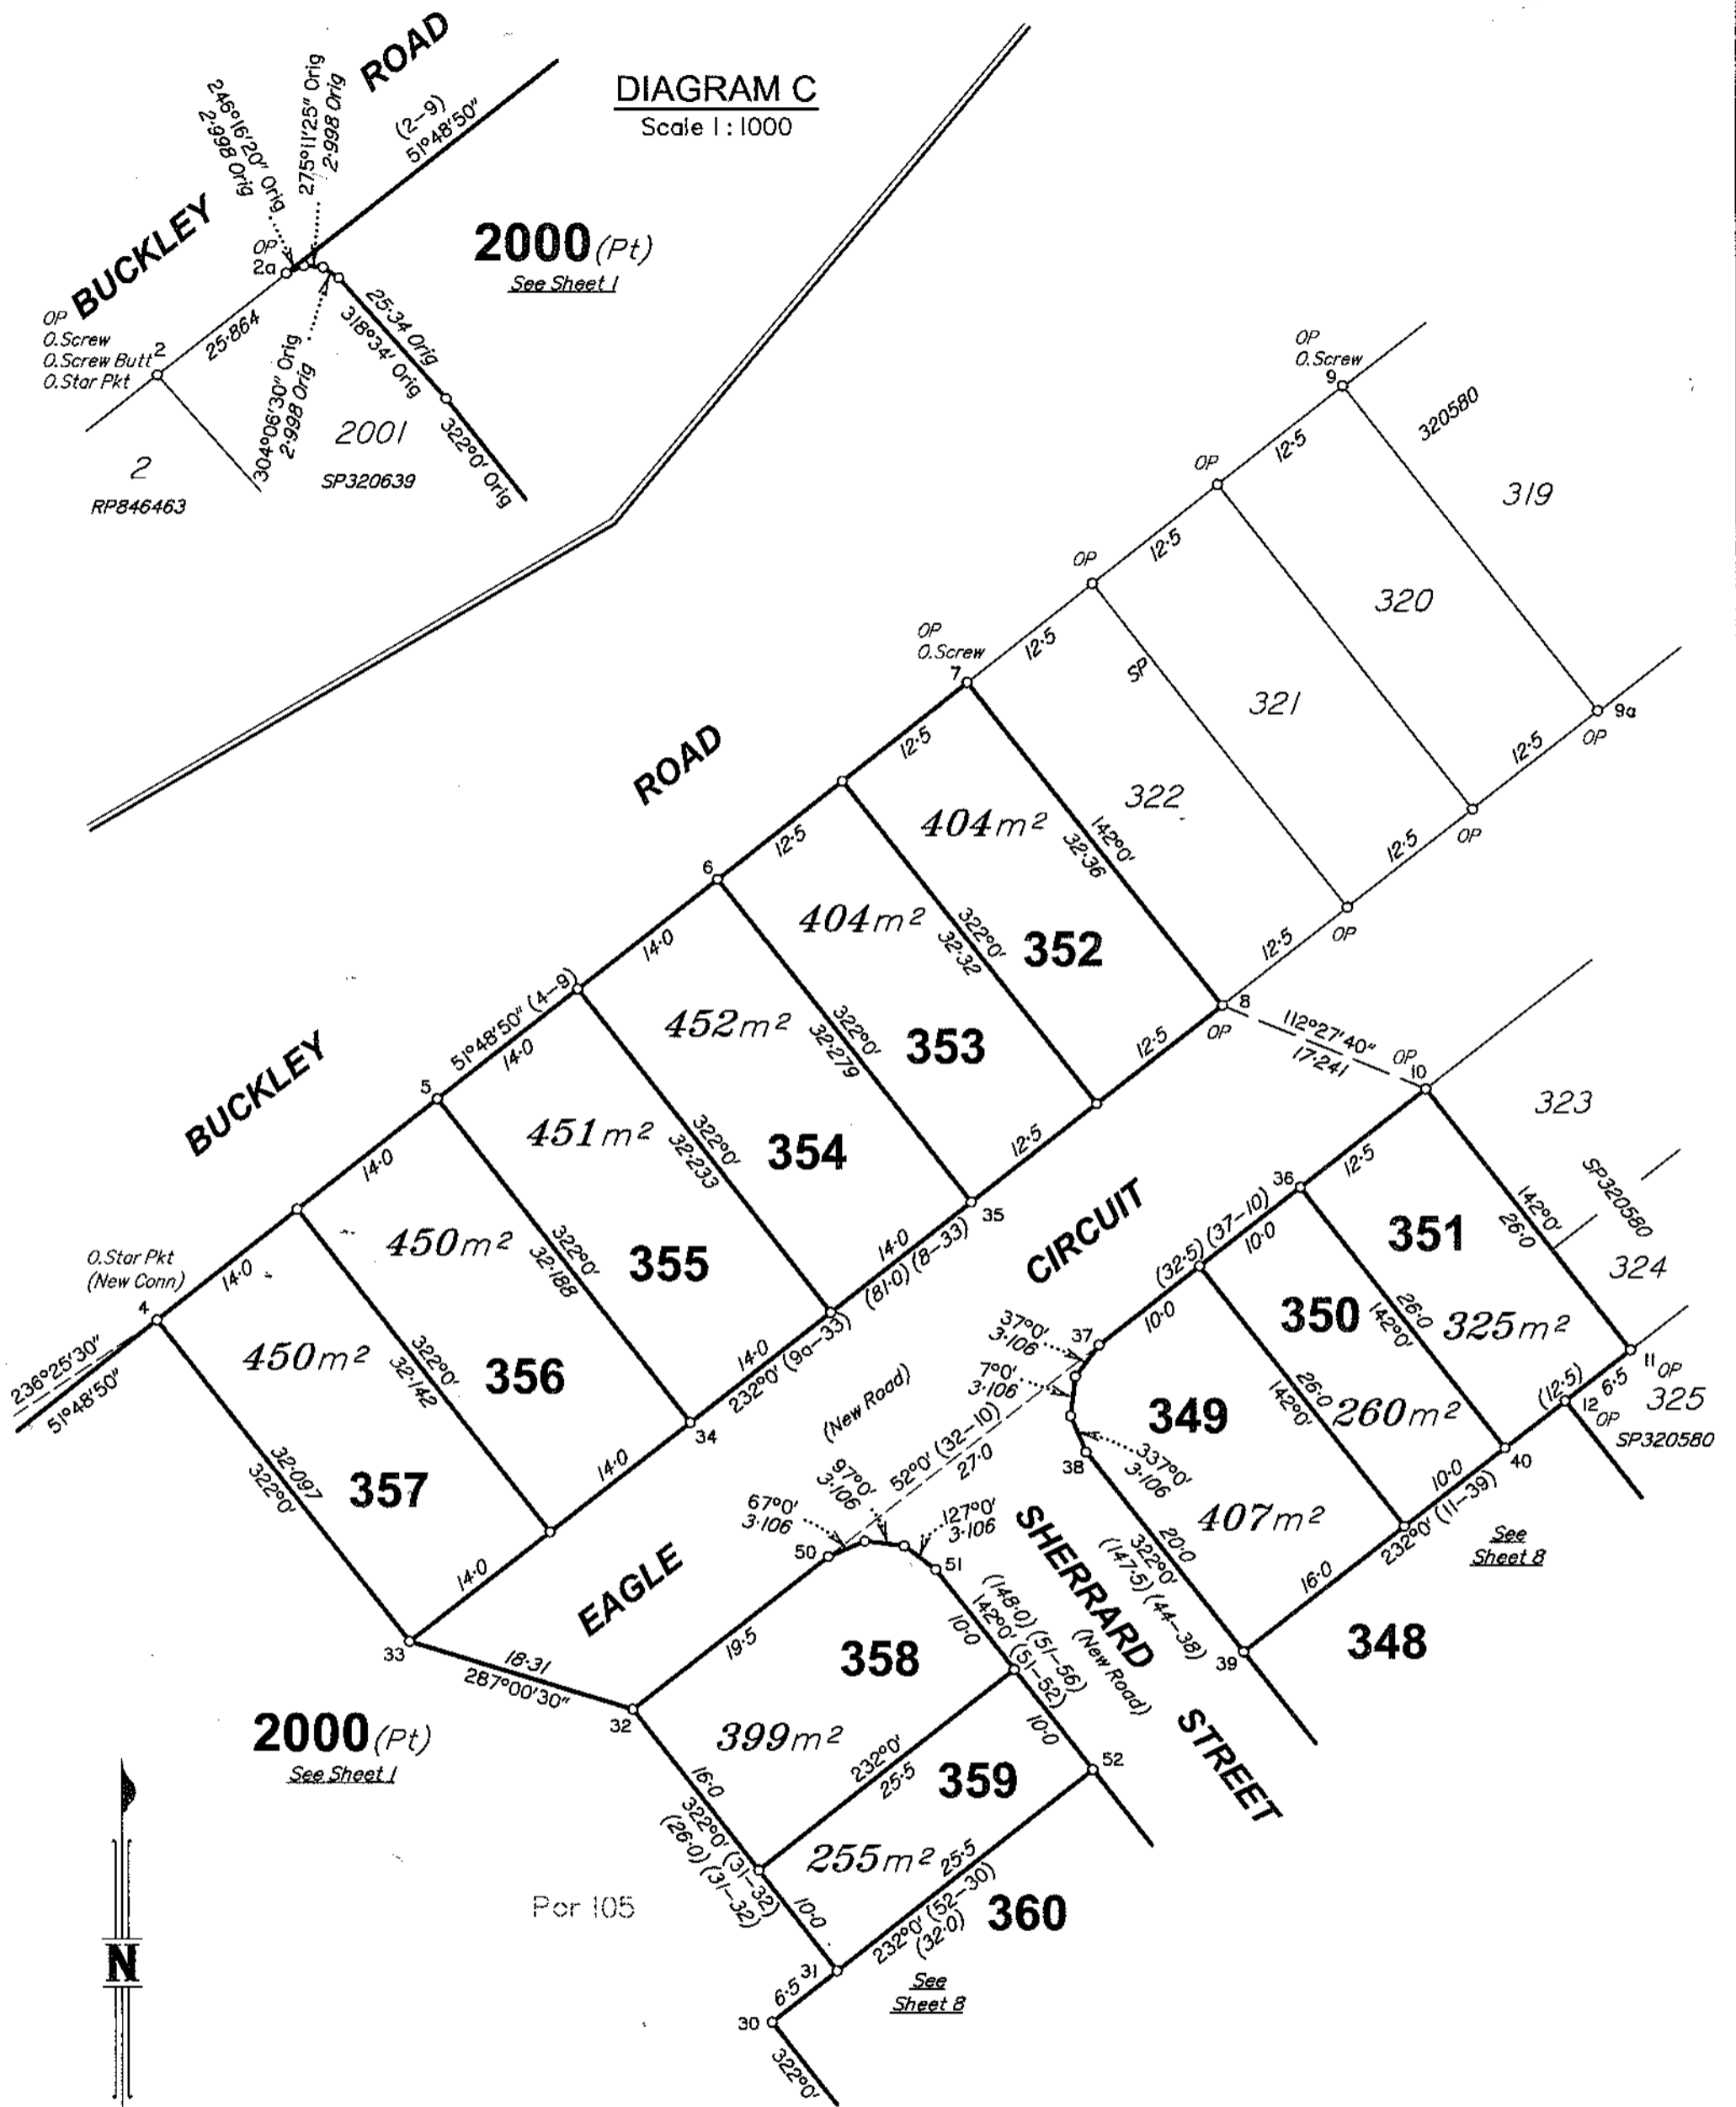 DIAGRAM C
Scale 1:1000
BUCKLEY
ROAD
(2–9)
51°48'50"
246°16'20" Orig
2·998 Orig
275°11'25" Orig
2·998 Orig
OP
2a
2000 (Pt)
See Sheet 1
OP
O.Screw
O.Screw Butt
O.Star Pkt
2
25·864
25·34 Orig
318°34' Orig
304°06'30" Orig
2·998 Orig
322°0' Orig
2001
SP320639
2
RP846463
OP
O.Screw
9
320580
319
12·5
OP
12·5
OP
320
12·5
OP
O.Screw
7
SP
321
9a
OP
12·5
OP
12·5
OP
12·5
322
BUCKLEY
ROAD
12·5
404m²
142°0'
32·36
352
6
12·5
404m²
322°0'
32·32
353
14·0
452m²
322°0'
32·279
354
51°48'50" (4–9)
14·0
5
451m²
322°0'
32·233
355
14·0
450m²
322°0'
32·188
356
O.Star Pkt
(New Conn)
4
14·0
450m²
322°0'
32·142
357
236°25'30"
51°48'50"
32·097
322°0'
8
OP
12·5
12·5
35
14·0
(81·0) (8–33)
14·0
232°0' (9a–33)
34
14·0
14·0
33
112°27'40"
17·241
OP
10
323
SP320580
324
142°0'
26·0
12·5
36
351
325m²
(32·5) (37–10)
10·0
350
26·0
142°0'
260m²
10·0
37
37°0'
3·106
7°0'
3·106
349
26·0
142°0'
407m²
337°0'
3·106
38
11 OP
6·5
(12·5)
12
OP
325
SP320580
40
10·0
232°0' (11–39)
16·0
See
Sheet 8
348
39
20·0
322°0'
(147·5) (44–38)
EAGLE
CIRCUIT
(New Road)
52°0' (32–10)
27·0
67°0'
3·106
97°0'
3·106
127°0'
3·106
50
51
SHERRARD
STREET
(New Road)
(148·0) (51–56)
142°0' (51–52)
10·0
10·0
52
19·5
358
399m²
18·31
287°00'30"
32
2000 (Pt)
See Sheet 1
232°0'
25·5
359
255m²
16·0
322°0' (31–32)
(26·0) (31–32)
10·0
25·5
232°0' (52–30)
(32·0)
360
See
Sheet 8
Por 105
31
6·5
30
322°0'
N